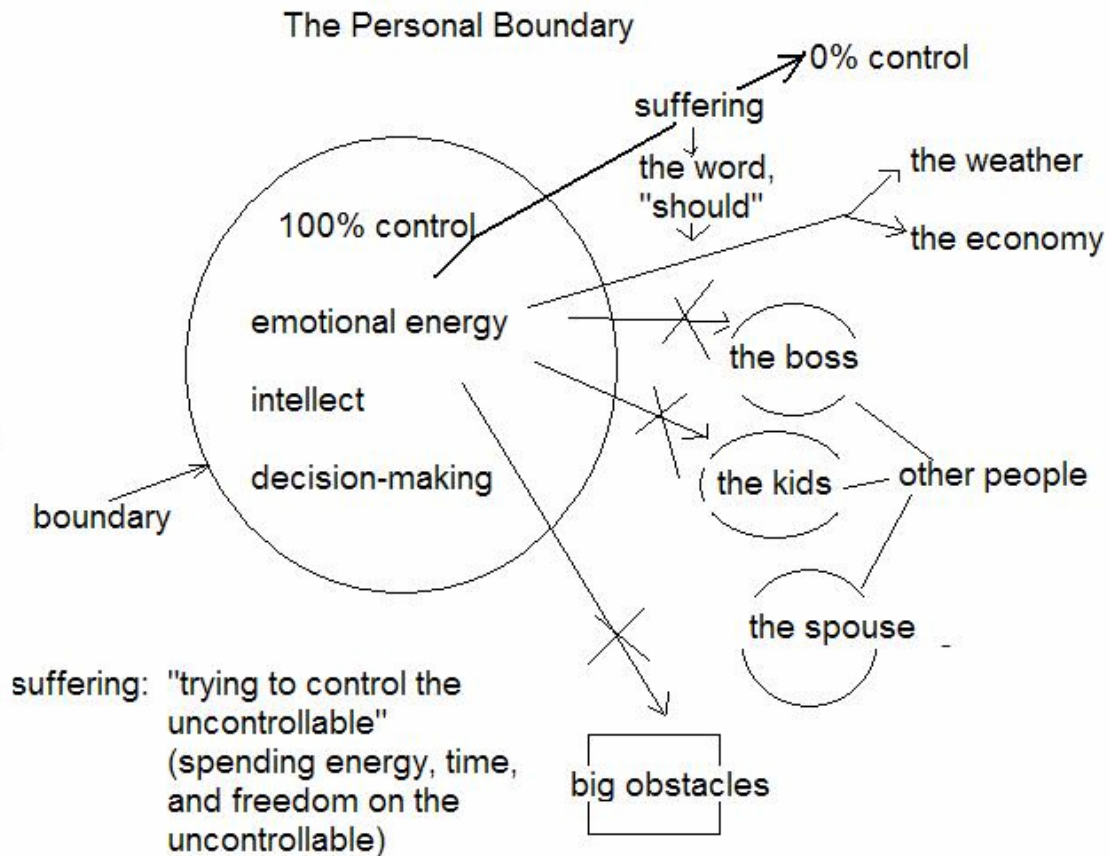 The Personal Boundary
0% control
suffering
the word,
"should"
the weather
the economy
100% control
emotional energy
intellect
decision-making
boundary
the boss
the kids
other people
the spouse
suffering: "trying to control the
uncontrollable"
(spending energy, time,
and freedom on the
uncontrollable)
big obstacles